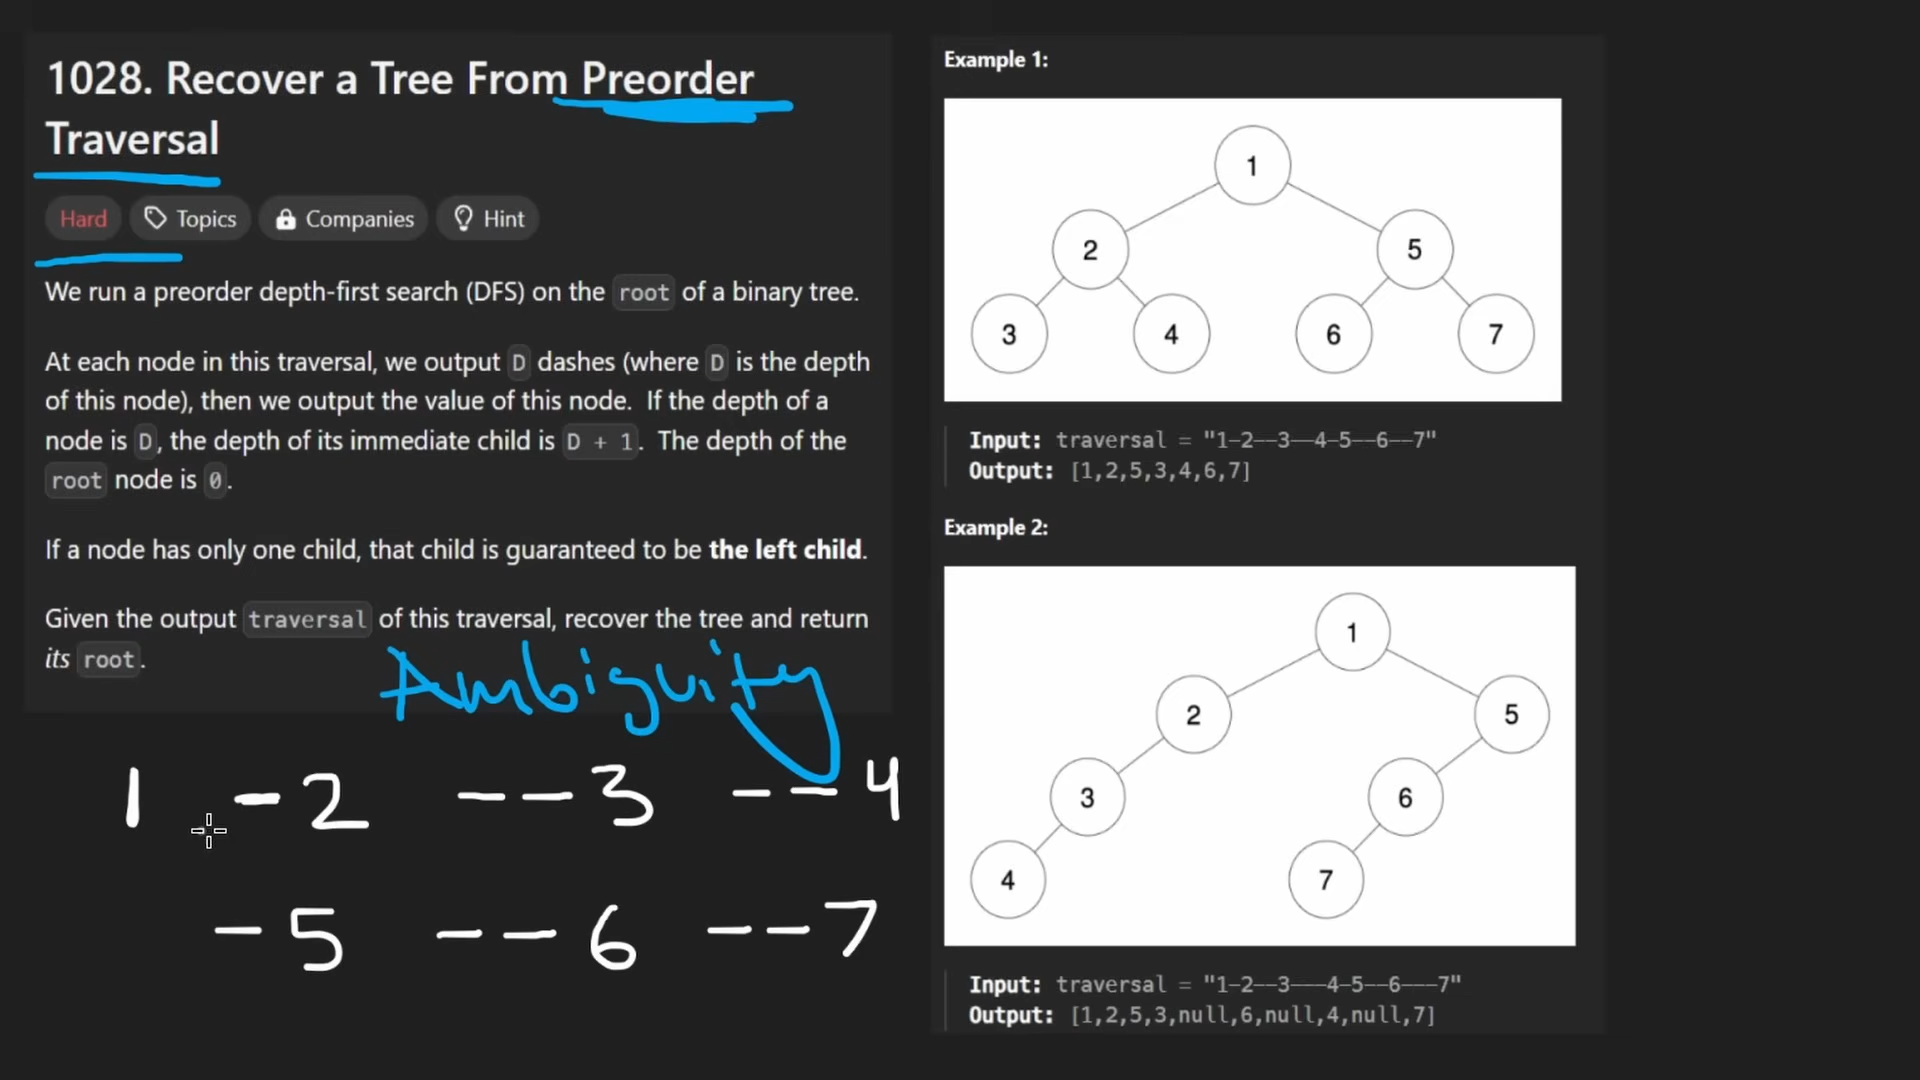 1028. Recover a Tree From Preorder
Traversal
Hard Topics Companies Hint
We run a preorder depth-first search (DFS) on the root of a binary tree.
At each node in this traversal, we output D dashes (where D is the depth
of this node), then we output the value of this node. If the depth of a
node is D, the depth of its immediate child is D + 1. The depth of the
root node is 0.
If a node has only one child, that child is guaranteed to be the left child.
Given the output traversal of this traversal, recover the tree and return
its root.
Ambiguity
1 -2 --3 --4
-5 --6 --7
Example 1:
1
2 5
3 4 6 7
Input: traversal = "1-2--3--4-5--6--7"
Output: [1,2,5,3,4,6,7]
Example 2:
1
2 5
3 6
4 7
Input: traversal = "1-2--3---4-5--6---7"
Output: [1,2,5,3,null,6,null,4,null,7]